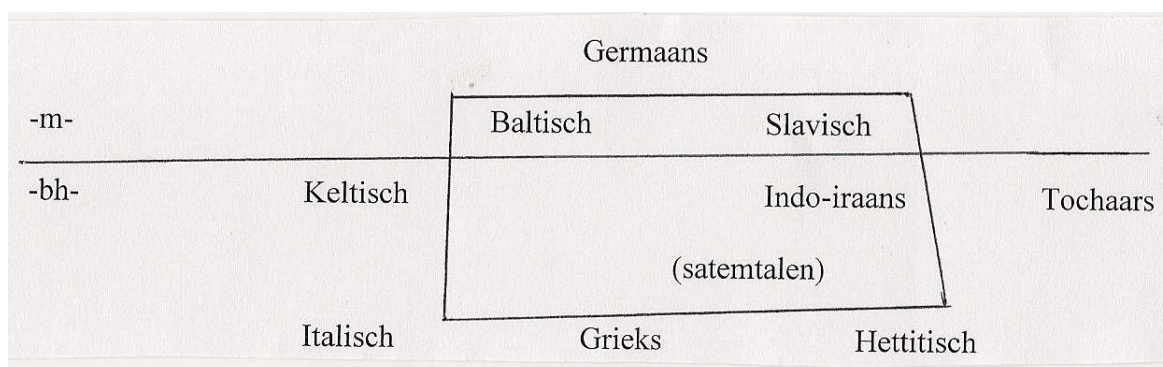 Germaans
-m- Baltisch Slavisch
-bh- Keltisch Indo-iraans Tochaars
(satemtalen)
Italisch Grieks Hettitisch